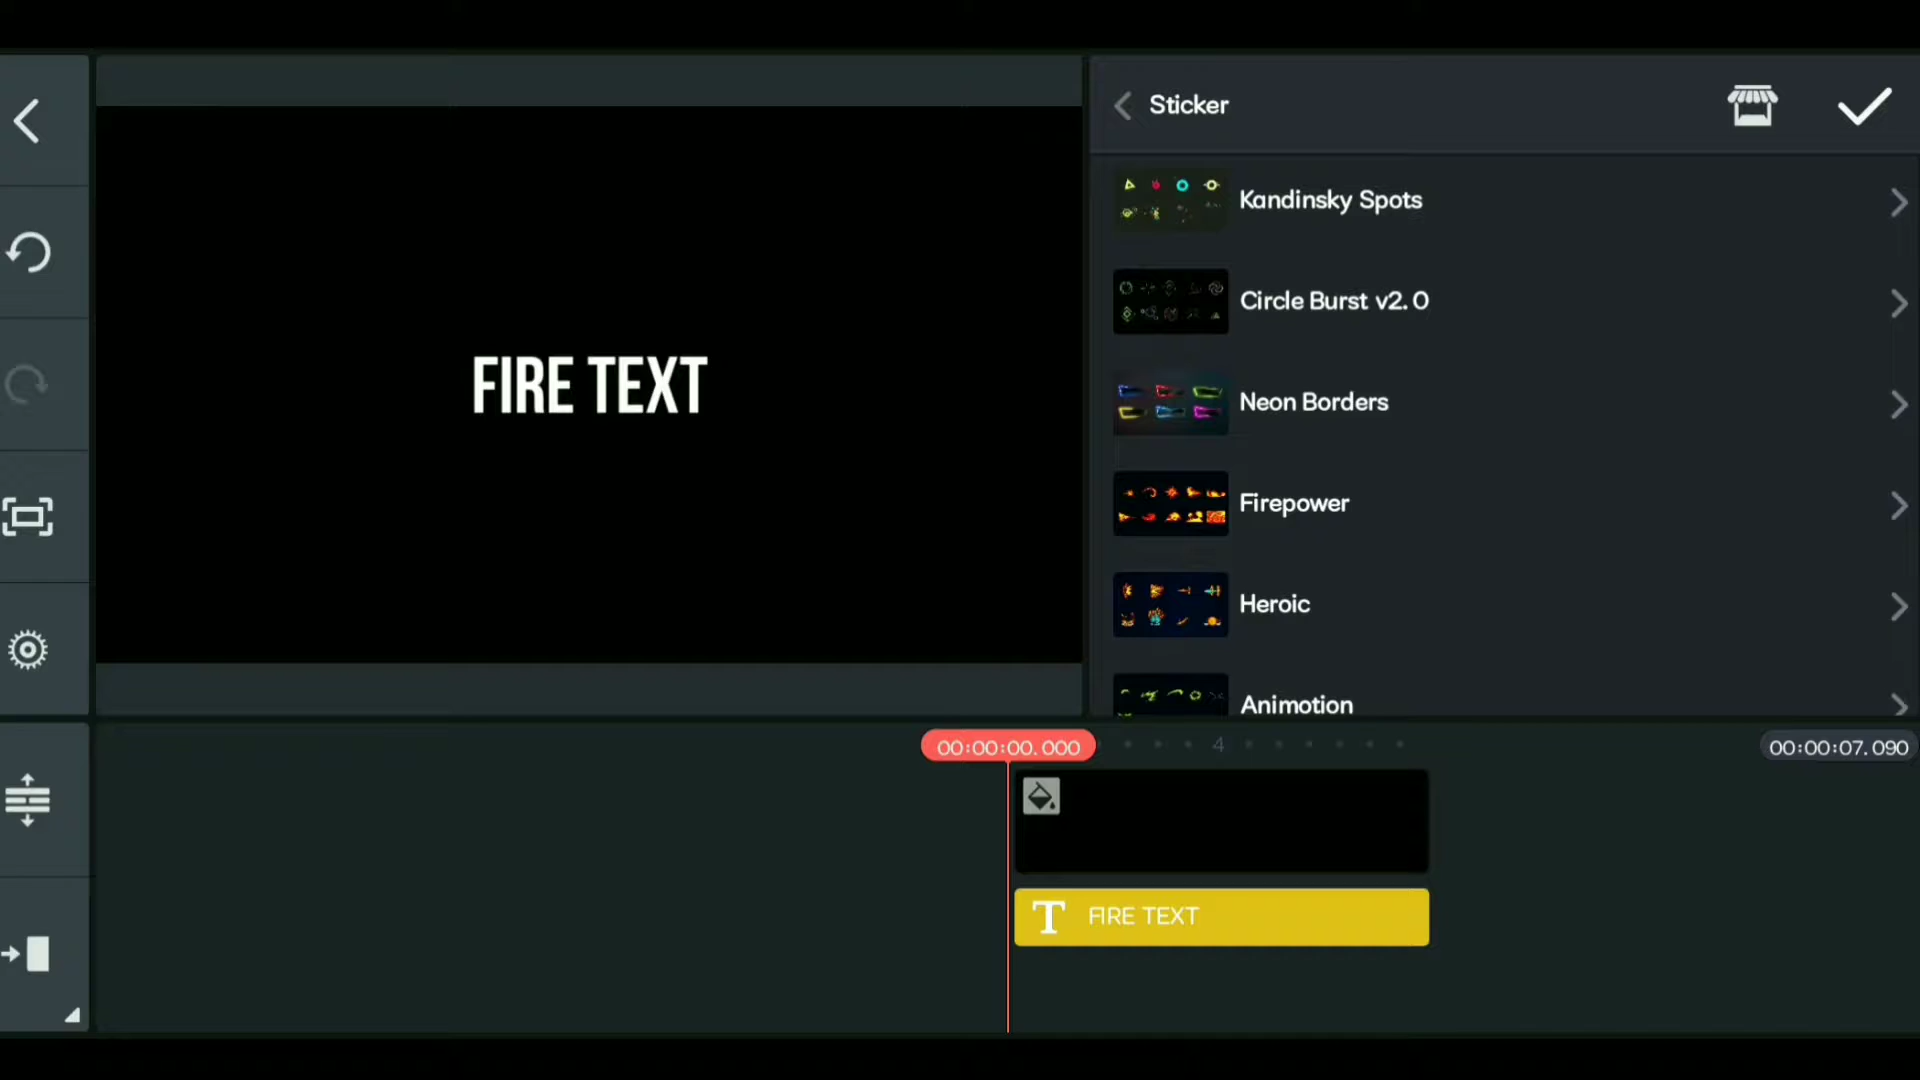 Sticker
Kandinsky Spots
Circle Burst v2.0
Neon Borders
FIRE TEXT
Firepower
Heroic
Animotion
00:00:00.000
4
00:00:07.090
T FIRE TEXT